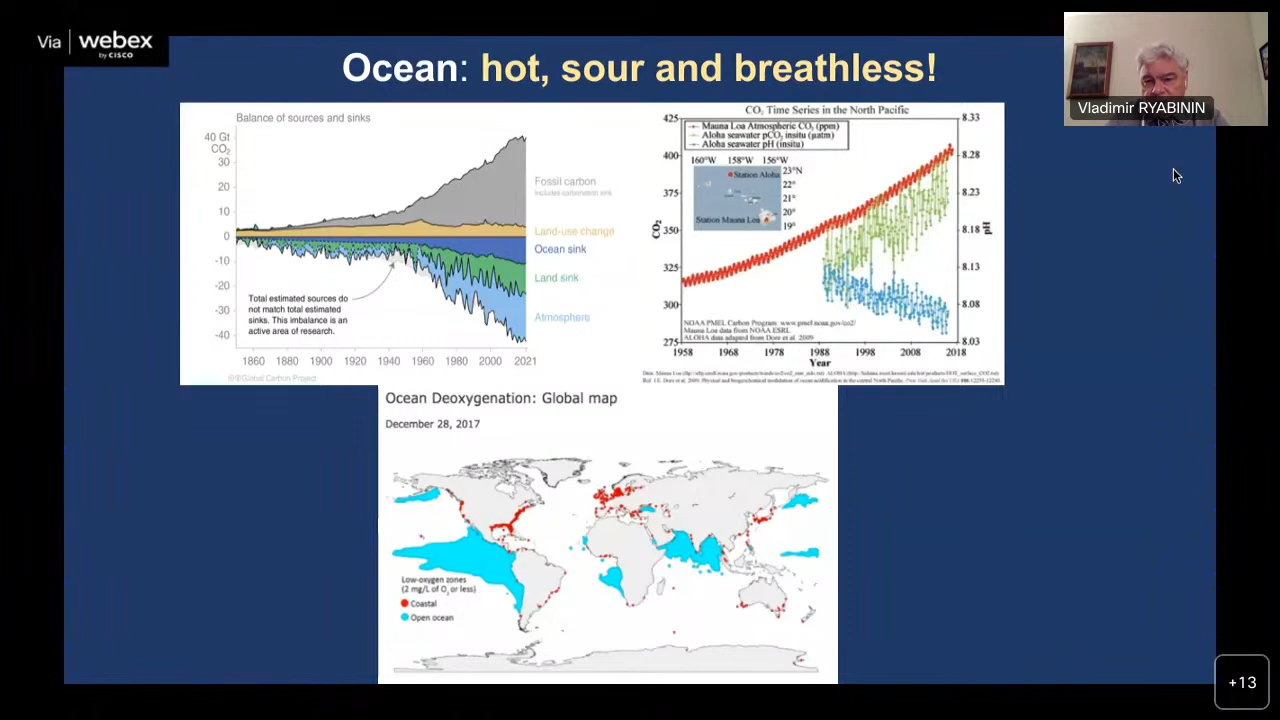 Via webex
by CISCO
Ocean: hot, sour and breathless!
Vladimir RYABININ
Balance of sources and sinks
40 Gt
CO₂
30
20
10
0
-10
-20
-30
-40
Fossil carbon
Includes carbonation sink
Land-use change
Ocean sink
Land sink
Atmosphere
Total estimated sources do
not match total estimated
sinks. This imbalance is an
active area of research.
1860 1880 1900 1920 1940 1960 1980 2000 2021
Global Carbon Project
CO₂ Time Series in the North Pacific
425
400
375
350
325
300
275
CO₂
Mauna Loa Atmospheric CO₂ (ppm)
Aloha seawater pCO₂ insitu (µatm)
Aloha seawater pH (insitu)
160°W 158°W 156°W
23°N
22°
21°
20°
19°
Station Aloha
Station Mauna Loa
8.33
8.28
8.23
8.18
8.13
8.08
8.03
pH
NOAA PMEL Carbon Program www.pmel.noaa.gov/co2/
Mauna Loa data from NOAA ESRL
ALOHA data adapted from Dore et al. 2009
1958 1968 1978 1988 1998 2008 2018
Year
Ocean Deoxygenation: Global map
December 28, 2017
Low-oxygen zones
(2 mg/L of O₂ or less)
Coastal
Open ocean
+13